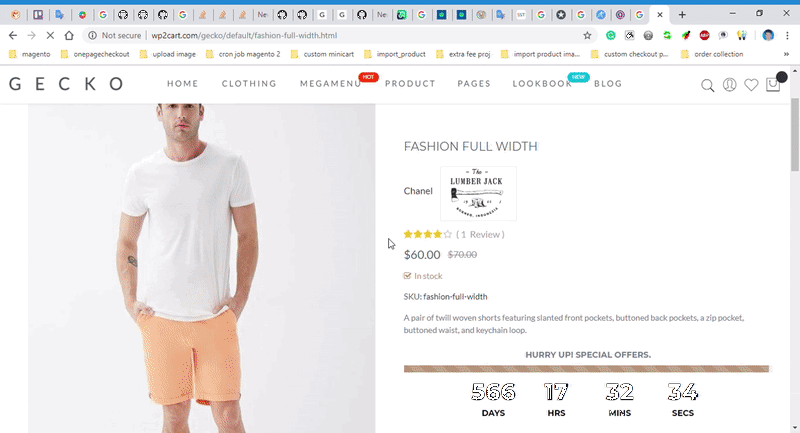 Ne
G
G
Ne
G
G
SST
G
G
G
Not secure | wp2cart.com/gecko/default/fashion-full-width.html
magento
onepagecheckout
upload image
cron job magento 2
custom minicart
import_product
extra fee proj
import product ima...
custom checkout p...
order collection
GECKO
HOME
CLOTHING
MEGAMENU
HOT
PRODUCT
PAGES
LOOKBOOK
NEW
BLOG
FASHION FULL WIDTH
Chanel
The
LUMBER JACK
( 1 Review )
$60.00 $70.00
In stock
SKU: fashion-full-width
A pair of twill woven shorts featuring slanted front pockets, buttoned back pockets, a zip pocket,
buttoned waist, and keychain loop.
HURRY UP! SPECIAL OFFERS.
566 17 32 34
DAYS HRS MINS SECS